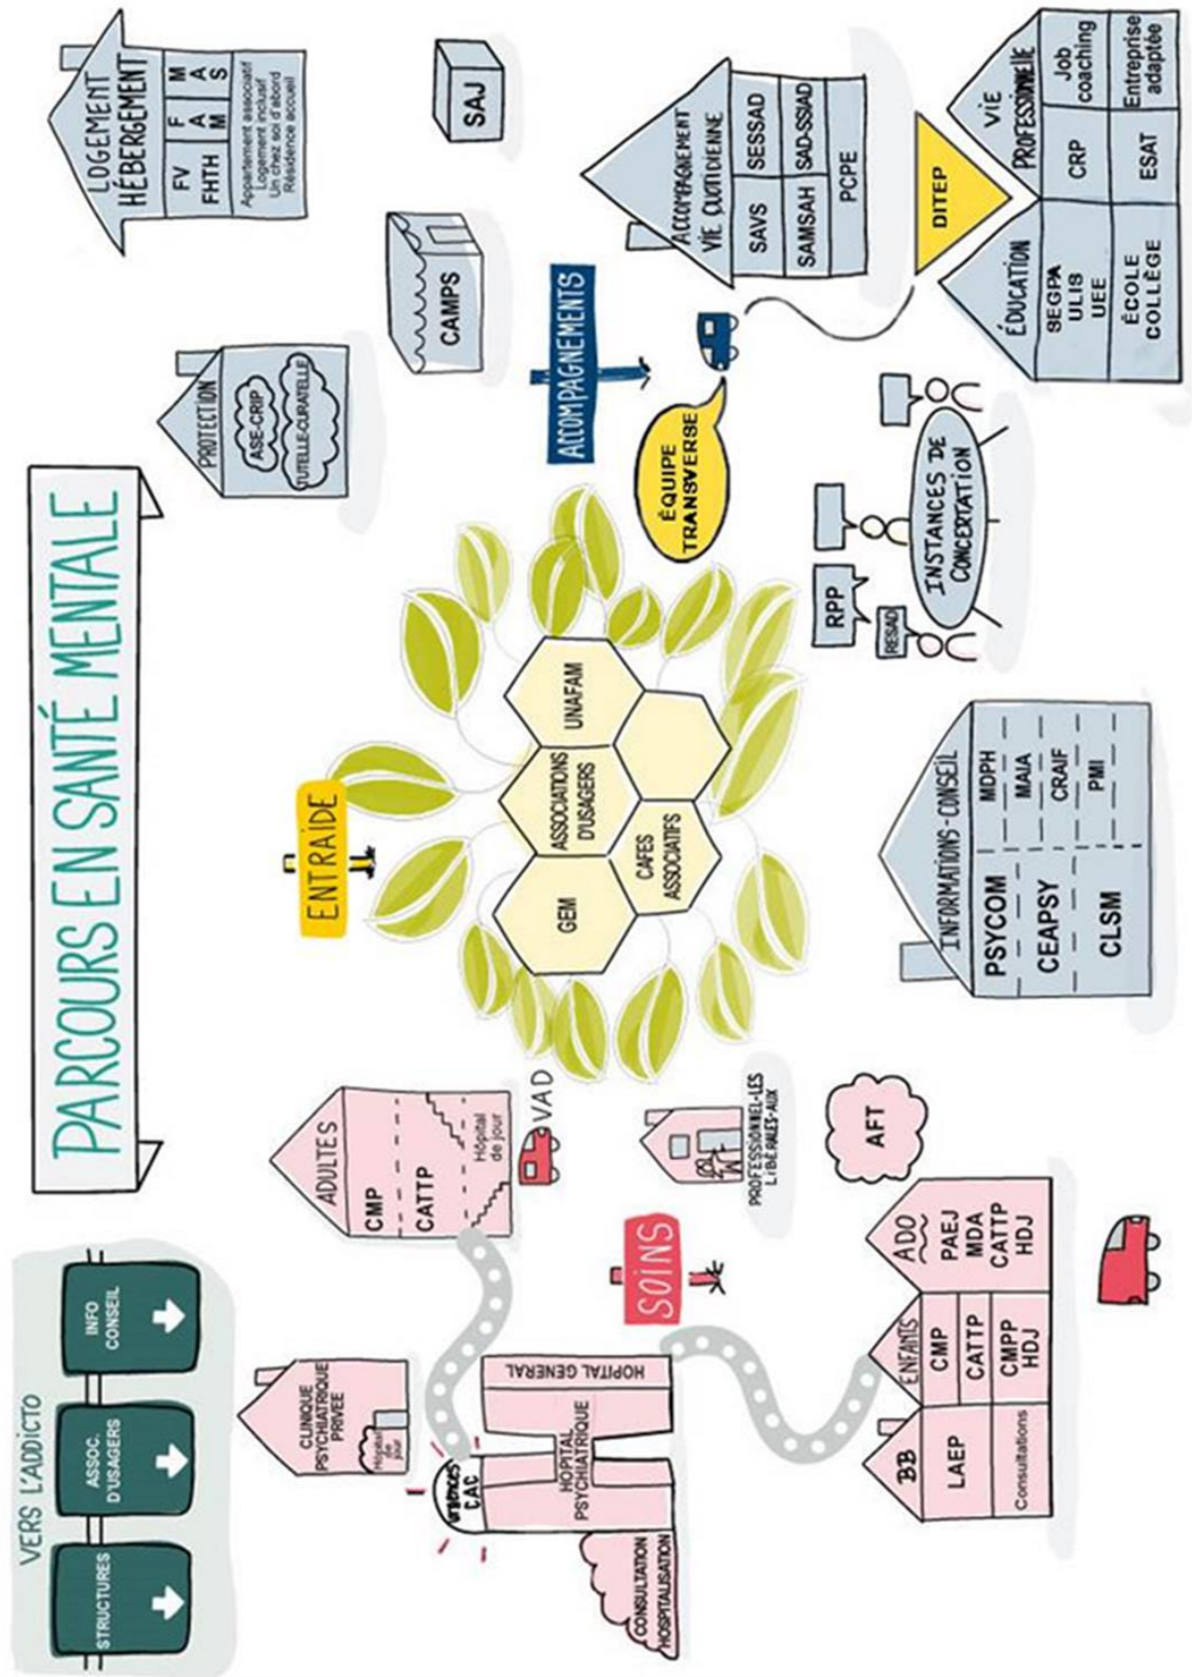 PARCOURS EN SANTÉ MENTALE
VERS L'ADDICTO
STRUCTURES
ASSOC.
D'USAGERS
INFO
CONSEIL
CLINIQUE
PSYCHIATRIQUE
PRIVEE
Hôpital
de
jour
ADULTES
CMP
CATTP
Hôpital
de jour
VAD
urgences
CAC
HOPITAL
PSYCHIATRIQUE
HOPITAL GENERAL
CONSULTATION
HOSPITALISATION
SOINS
PROFESSIONNEL-LES
LIBÉRALES-AUX
AFT
BB
LAEP
Consultations
ENFANTS
CMP
CATTP
CMPP
HDJ
ADO
PAEJ
MDA
CATTP
HDJ
ENTRAIDE
GEM
ASSOCIATIONS
D'USAGERS
UNAFAM
CAFES
ASSOCIATIFS
INFORMATIONS-CONSEIL
PSYCOM
CEAPSY
CLSM
MDPH
MAIA
CRAIF
PMI
PROTECTION
ASE-CRIP
TUTELLE-CURATELLE
LOGEMENT
HÉBERGEMENT
FV
FHTH
F
A
M
M
A
S
Appartement associatif
Logement inclusif
Un chez soi d'abord
Résidence accueil
CAMPS
SAJ
ACCOMPAGNEMENTS
ÉQUIPE
TRANSVERSE
ACCOMPAGNEMENT
VIE QUOTIDIENNE
SAVS
SESSAD
SAMSAH
SAD-SSIAD
PCPE
RPP
RESAD
INSTANCES DE
CONCERTATION
DITEP
ÉDUCATION
SEGPA
ULIS
UEE
ÉCOLE
COLLÈGE
VIE
PROFESSIONNELLE
CRP
Job
coaching
ESAT
Entreprise
adaptée